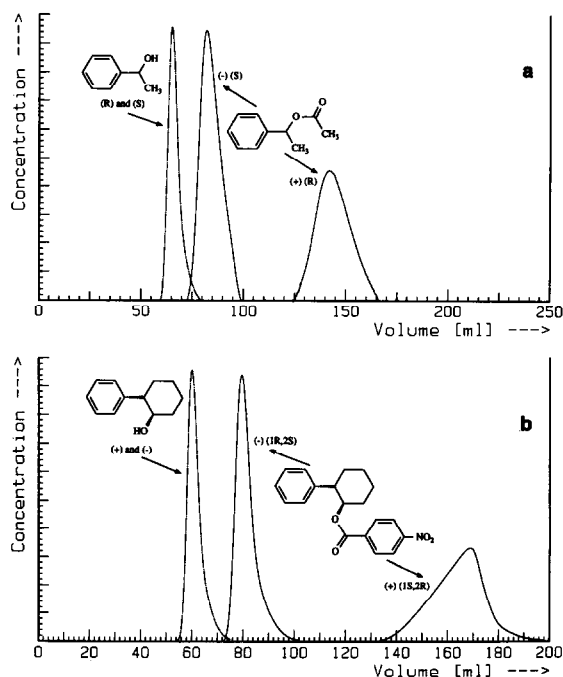 Concentration --->
OH
CH₃
(R) and (S)
(-) (S)
O
O
CH₃
CH₃
(+) (R)
a
0 50 100 150 200 250
Volume [ml] --->
Concentration --->
HO
(+) and (-)
(-) (1R,2S)
O
O
NO₂
(+) (1S,2R)
b
0 20 40 60 80 100 120 140 160 180 200
Volume [ml] --->